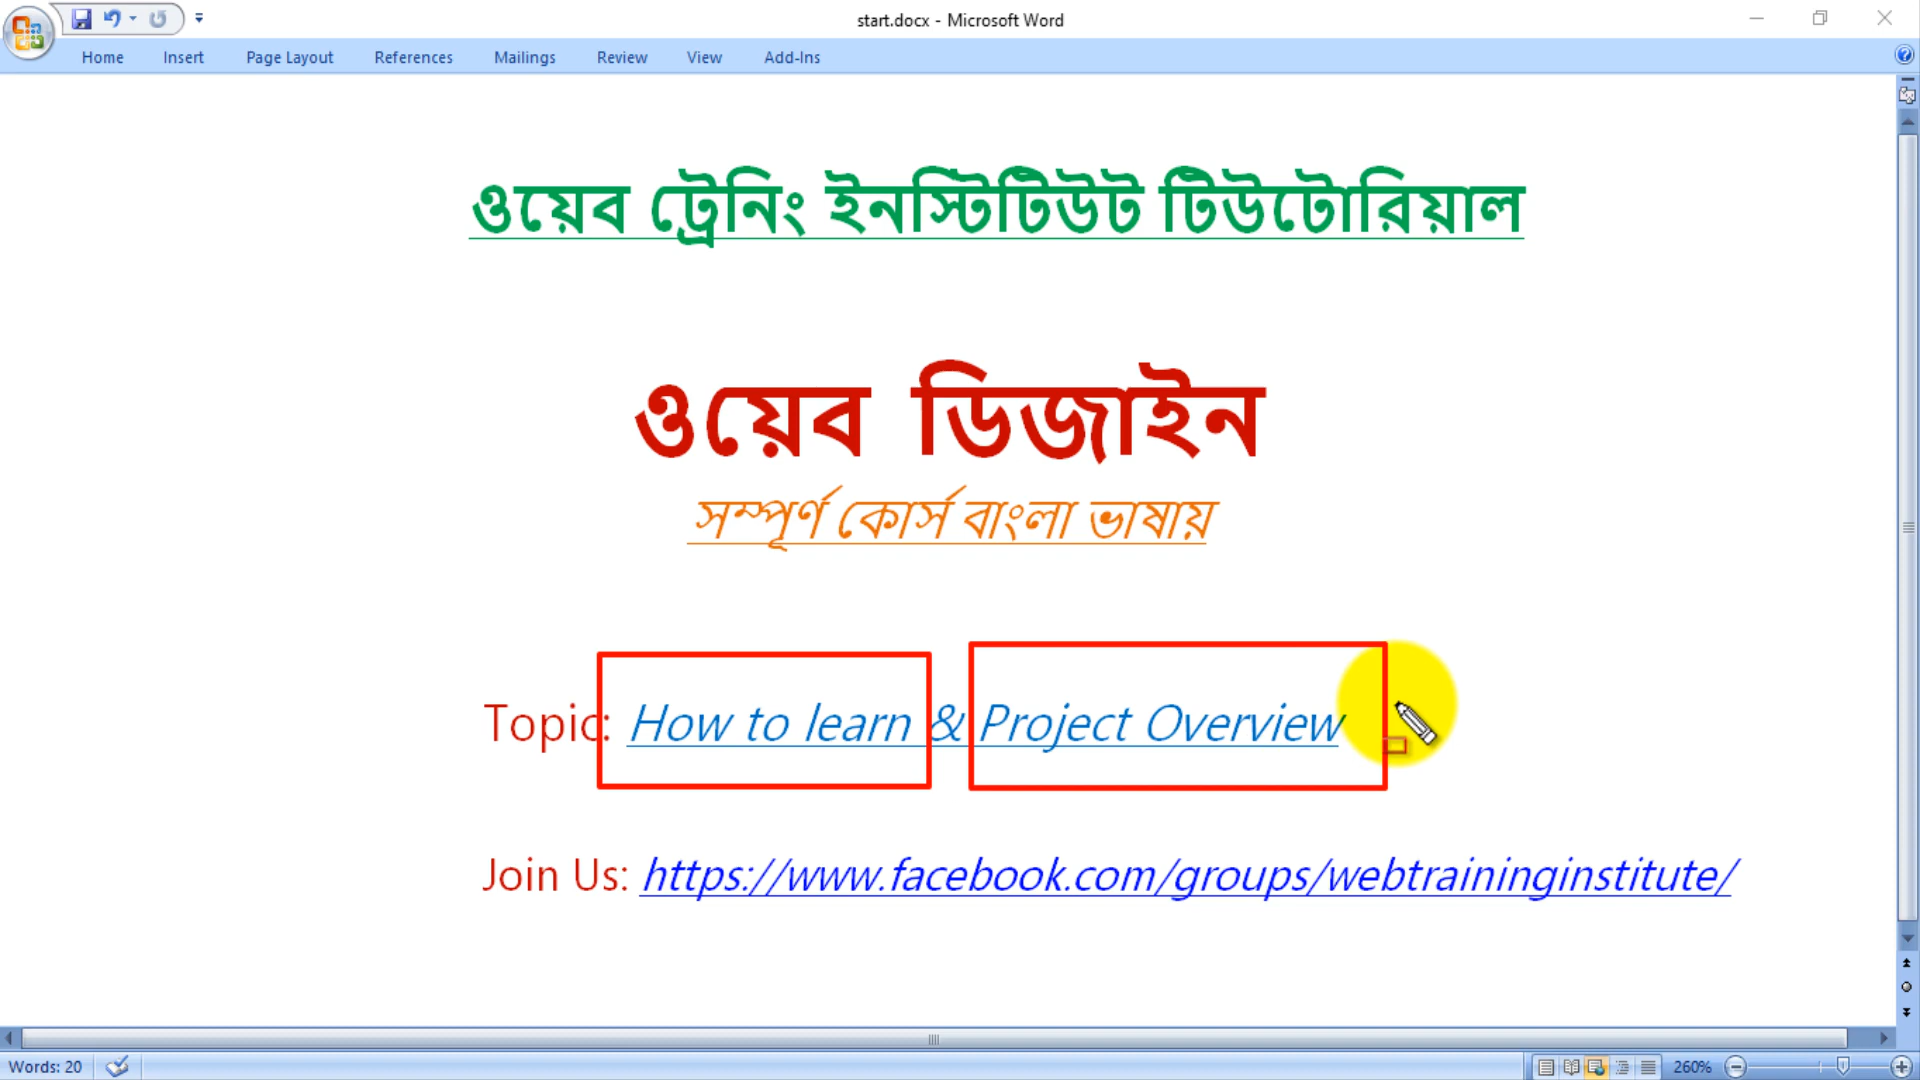 start.docx - Microsoft Word
Home Insert Page Layout References Mailings Review View Add-Ins
ওয়েব ট্রেনিং ইনস্টিটিউট টিউটোরিয়াল
ওয়েব ডিজাইন
সম্পূর্ণ কোর্স বাংলা ভাষায়
Topic: How to learn & Project Overview
Join Us: https://www.facebook.com/groups/webtraininginstitute/
Words: 20 260%